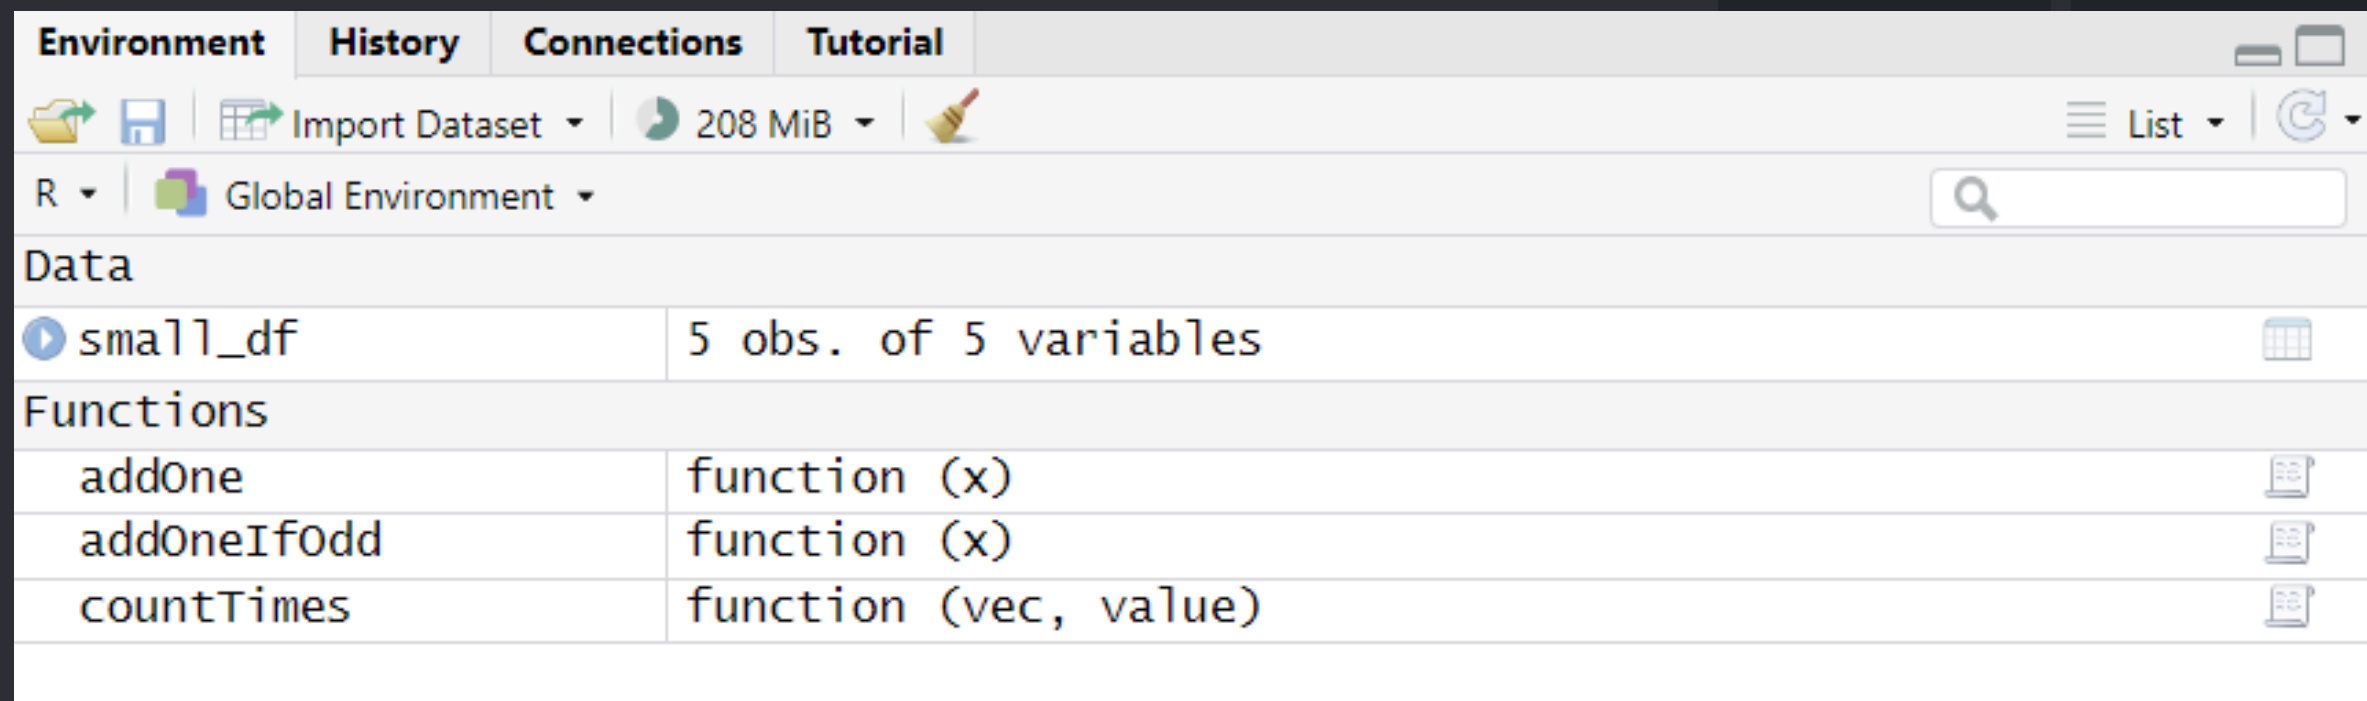 Environment History Connections Tutorial
Import Dataset 208 MiB List
R Global Environment
Data
small_df 5 obs. of 5 variables
Functions
addOne function (x)
addOneIfOdd function (x)
countTimes function (vec, value)